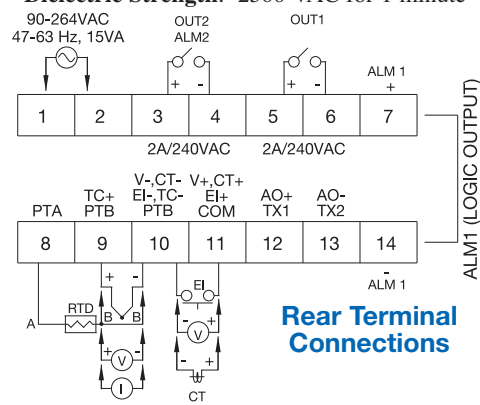 Dielectric Strength: 2500 VAC for 1 minute
90-264VAC
47-63 Hz, 15VA
OUT2
ALM2
OUT1
+ -
+ -
ALM 1
+
1 2 3 4 5 6 7
2A/240VAC 2A/240VAC
ALM1 (LOGIC OUTPUT)
PTA
TC+
PTB
V-,CT-
EI-,TC-
PTB
V+,CT+
EI+
COM
AO+
TX1
AO-
TX2
8 9 10 11 12 13 14
-
ALM 1
+ -
EI
RTD
A B B
- V +
+ V -
- +
CT
+ I -
Rear Terminal
Connections